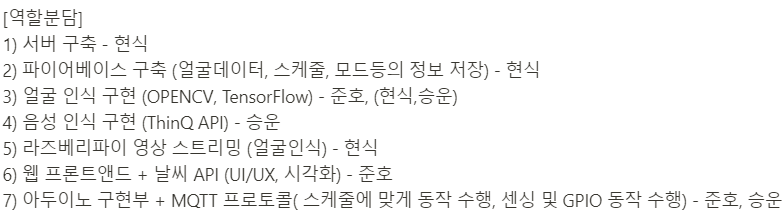 [역할분담]
1) 서버 구축 - 현식
2) 파이어베이스 구축 (얼굴데이터, 스케줄, 모드등의 정보 저장) - 현식
3) 얼굴 인식 구현 (OPENCV, TensorFlow) - 준호, (현식,승운)
4) 음성 인식 구현 (ThinQ API) - 승운
5) 라즈베리파이 영상 스트리밍 (얼굴인식) - 현식
6) 웹 프론트앤드 + 날씨 API (UI/UX, 시각화) - 준호
7) 아두이노 구현부 + MQTT 프로토콜( 스케줄에 맞게 동작 수행, 센싱 및 GPIO 동작 수행) - 준호, 승운